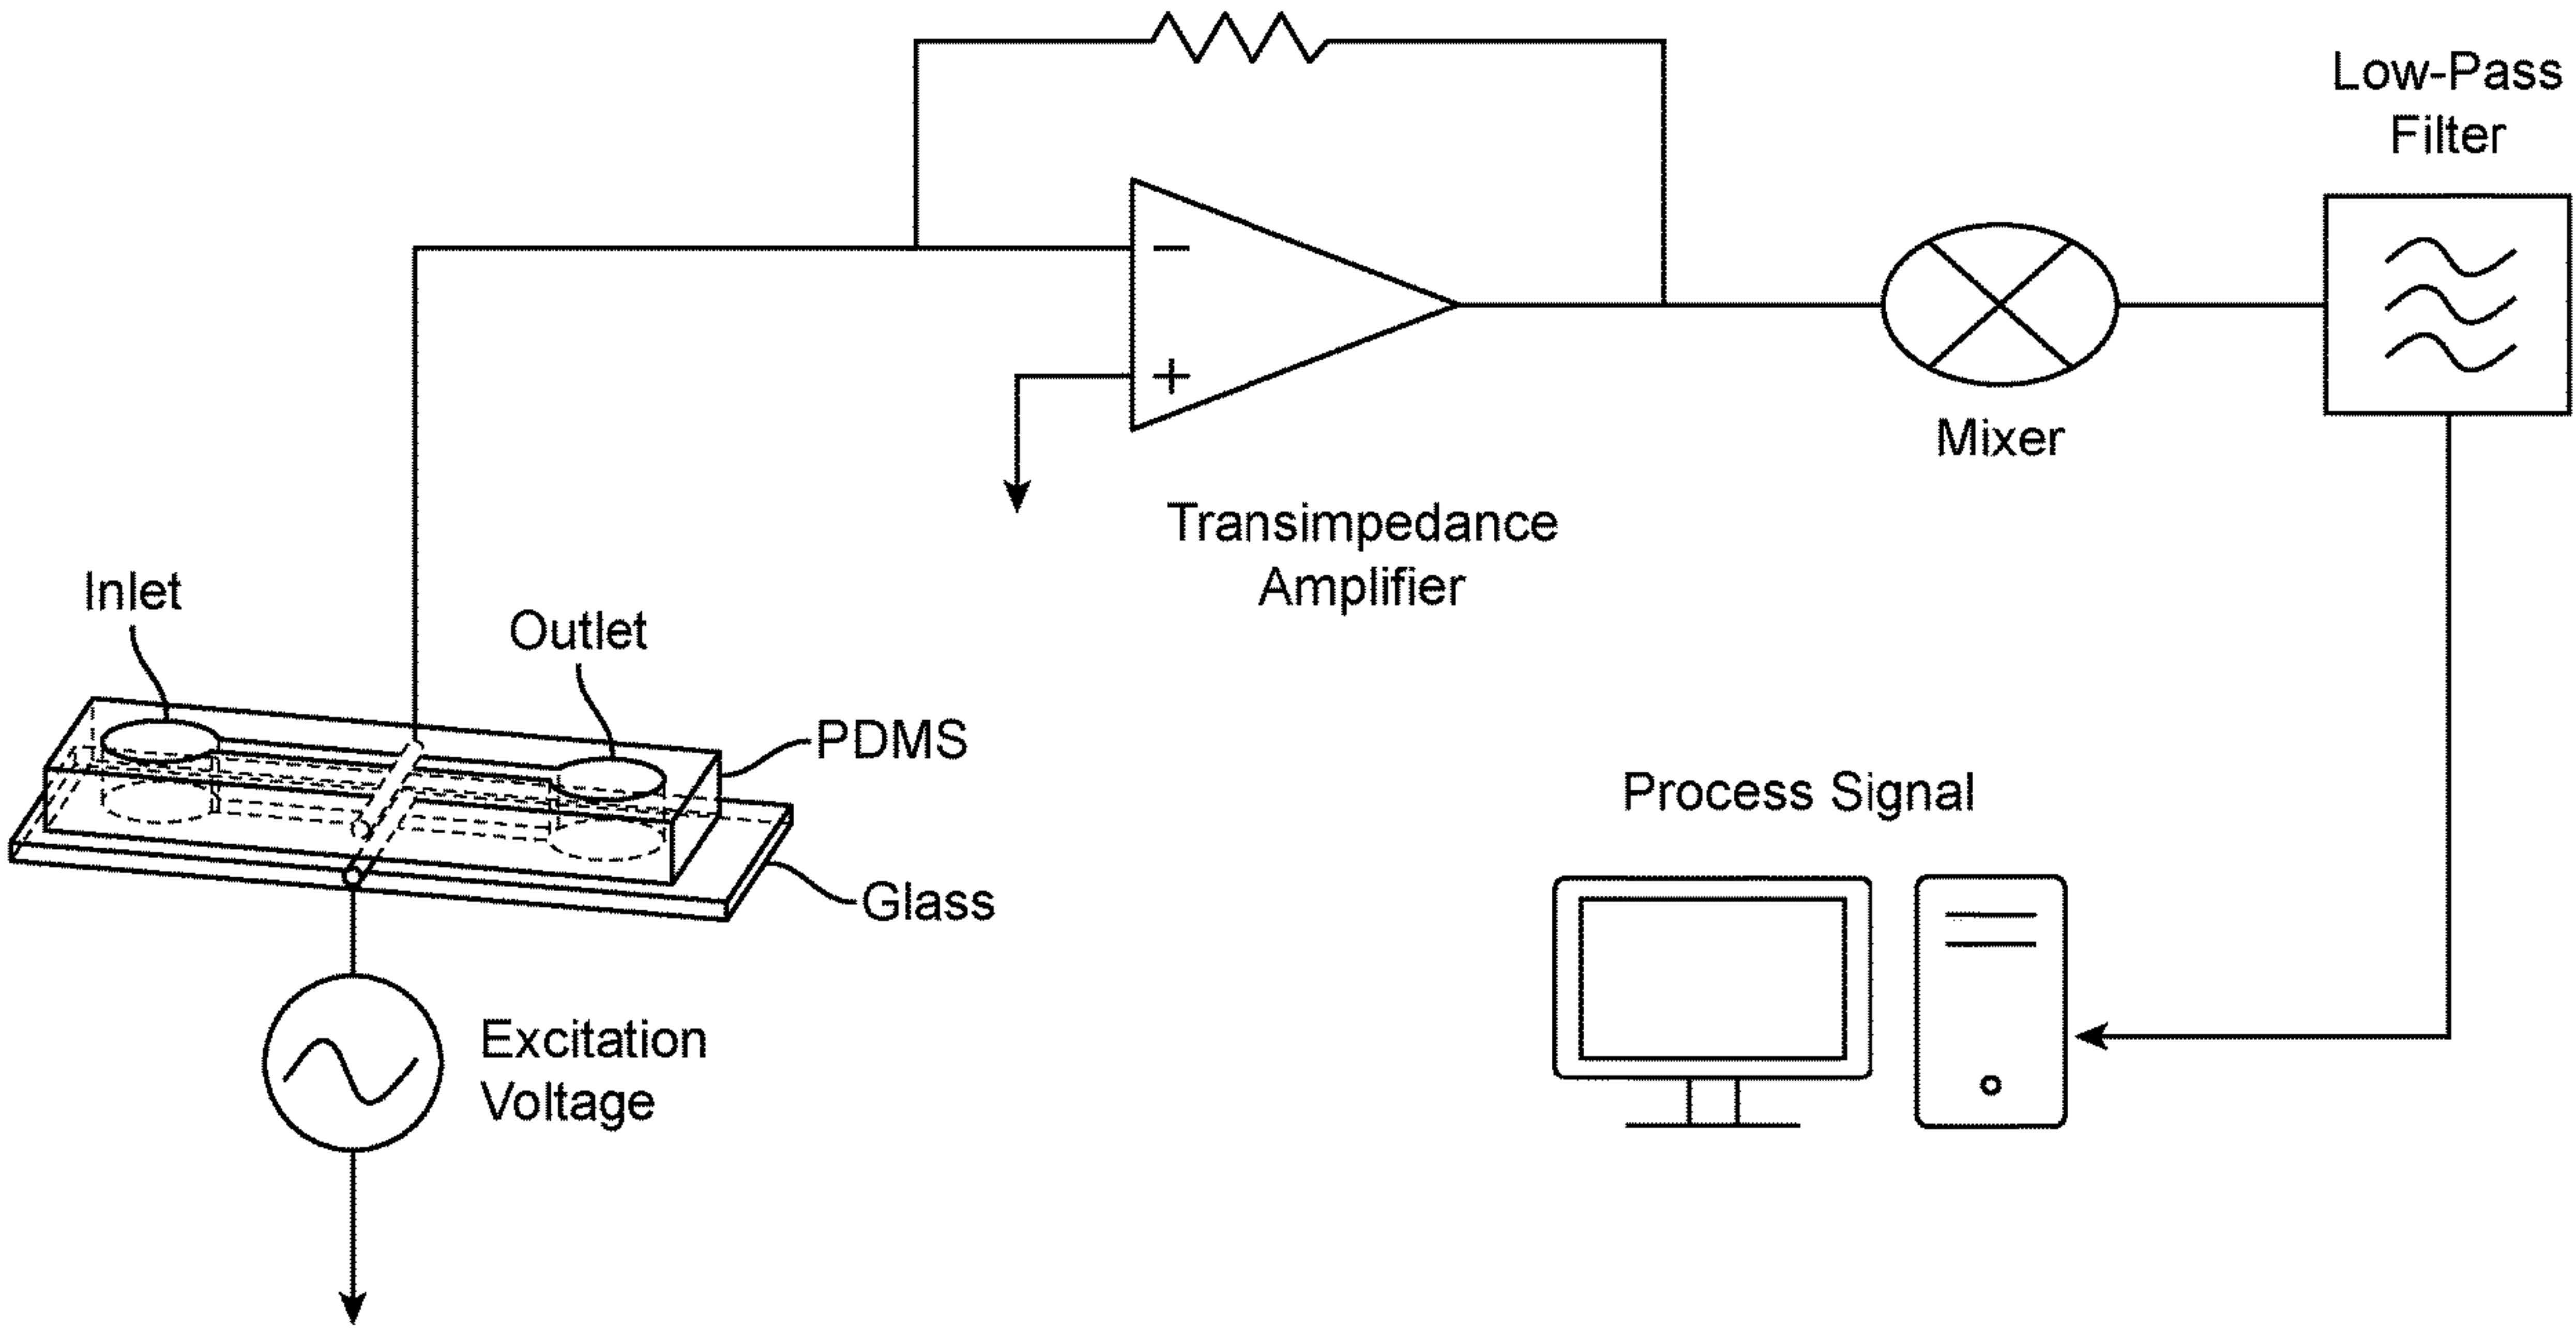 Low-Pass
Filter
−
+
Mixer
Transimpedance
Amplifier
Inlet
Outlet
PDMS
Process Signal
Glass
Excitation
Voltage